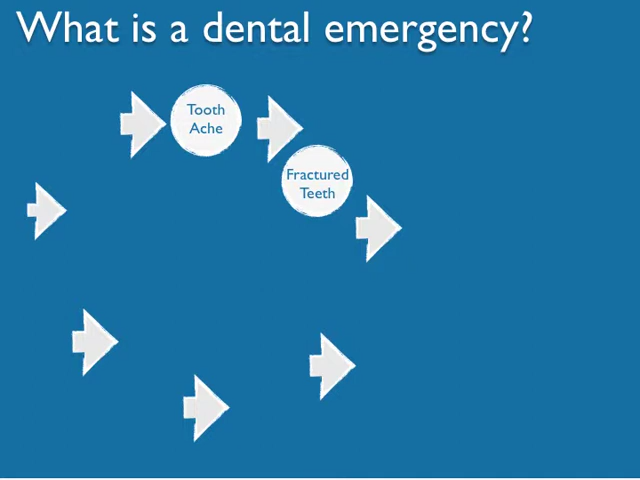 What is a dental emergency?
Tooth
Ache
Fractured
Teeth